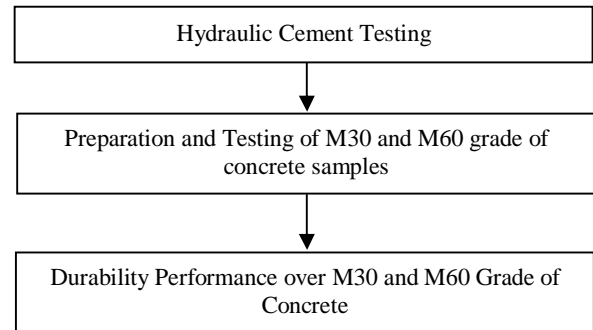 Hydraulic Cement Testing
Preparation and Testing of M30 and M60 grade of
concrete samples
Durability Performance over M30 and M60 Grade of
Concrete